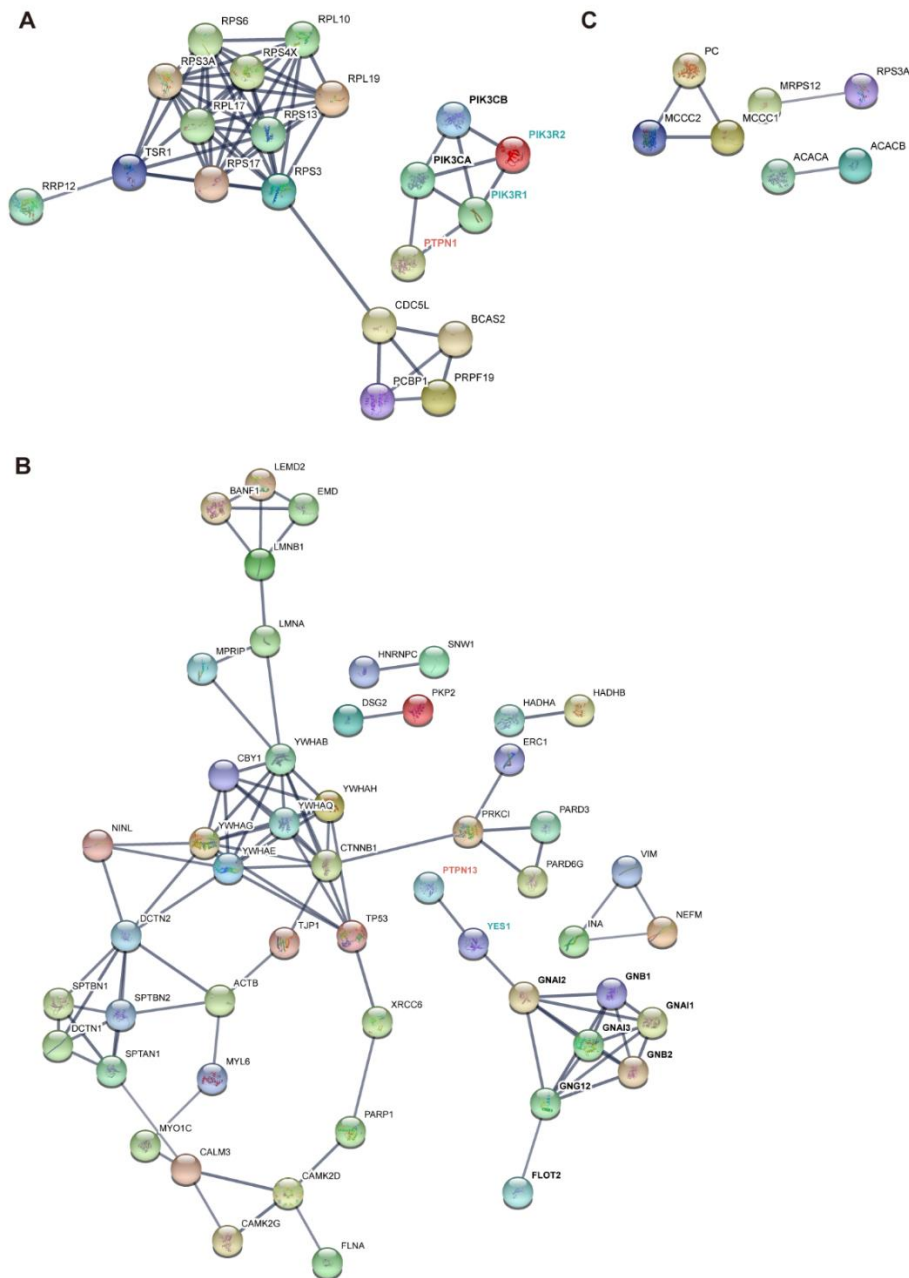 A
C
RPS6
RPL10
RPS3A
RPS4X
RPL19
RPL17
RPS13
TSR1
RPS17
RPS3
RRP12
PIK3CB
PIK3R2
PIK3CA
PIK3R1
PTPN1
CDC5L
BCAS2
PCBP1
PRPF19
PC
MRPS12
RPS3A
MCCC2
MCCC1
ACACA
ACACB
B
LEMD2
BANF1
EMD
LMNB1
LMNA
MPRIP
HNRNPC
SNW1
DSG2
PKP2
HADHA
HADHB
YWHAB
CBY1
ERC1
YWHAH
YWHAQ
YWHAG
PRKCI
PARD3
NINL
YWHAE
CTNNB1
PARD6G
PTPN13
VIM
DCTN2
TJP1
TP53
YES1
INA
NEFM
SPTBN1
SPTBN2
ACTB
GNAI2
GNB1
GNAI1
XRCC6
DCTN1
GNAI3
GNB2
SPTAN1
MYL6
GNG12
MYO1C
PARP1
CALM3
CAMK2D
FLOT2
CAMK2G
FLNA